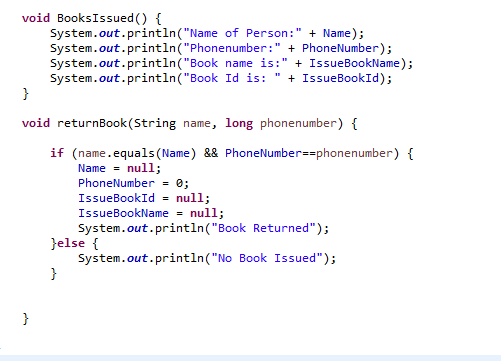 void BooksIssued() {
    System.out.println("Name of Person:" + Name);
    System.out.println("Phonenumber:" + PhoneNumber);
    System.out.println("Book name is:" + IssueBookName);
    System.out.println("Book Id is: " + IssueBookId);
}
void returnBook(String name, long phonenumber) {
    if (name.equals(Name) && PhoneNumber==phonenumber) {
        Name = null;
        PhoneNumber = 0;
        IssueBookId = null;
        IssueBookName = null;
        System.out.println("Book Returned");
    }else {
        System.out.println("No Book Issued");
    }
}